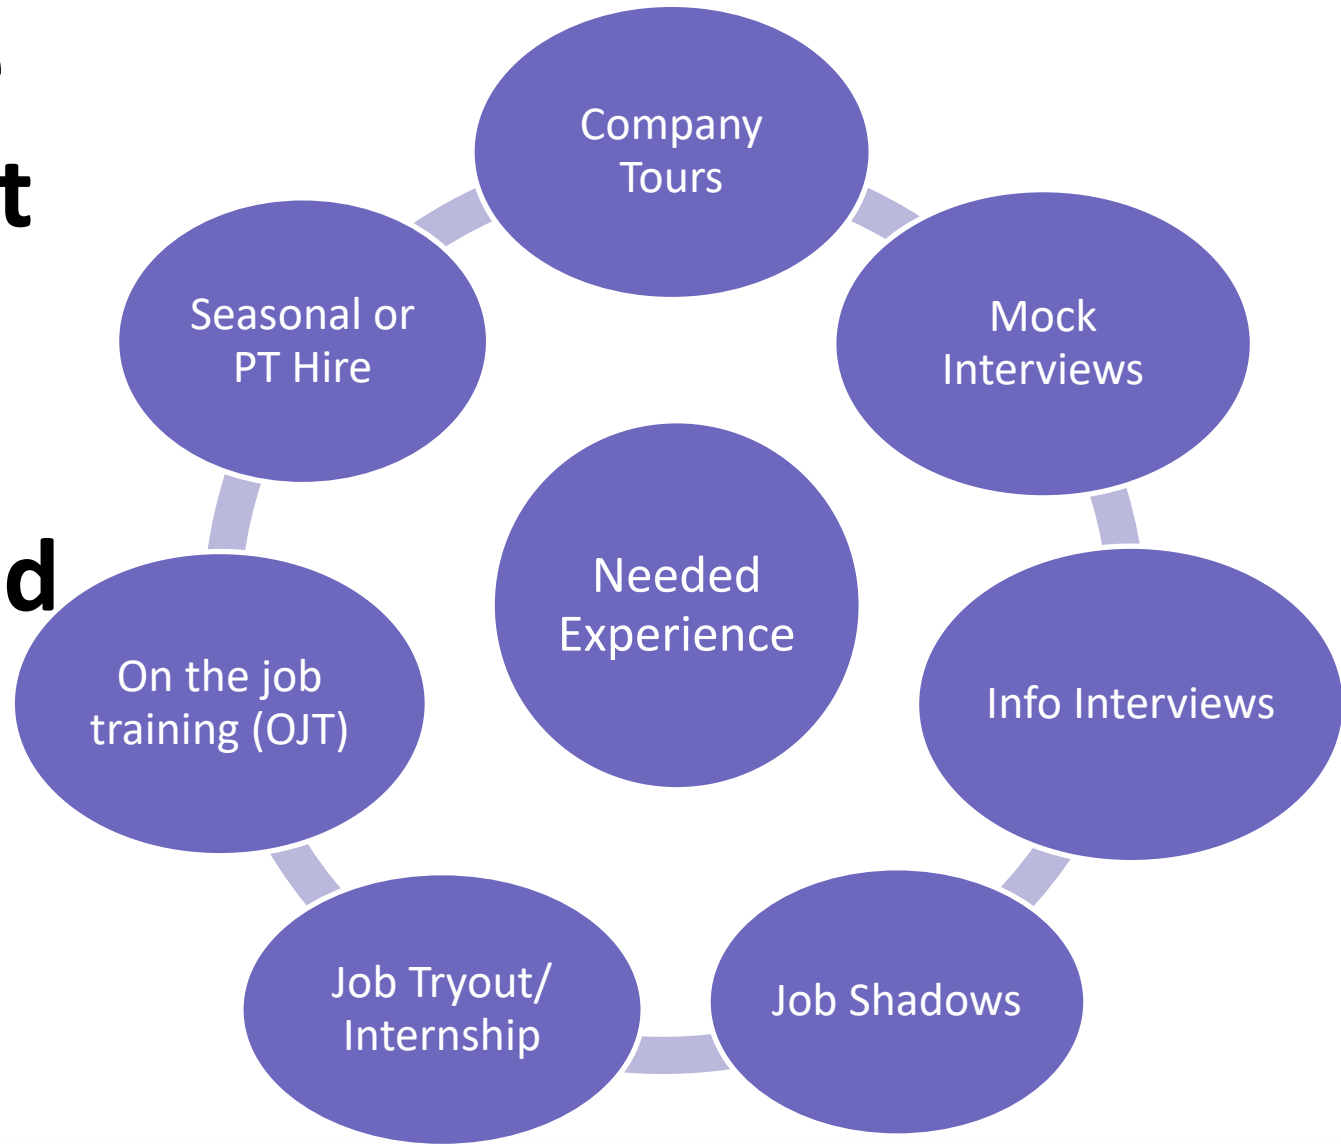 t
d
Company
Tours
Mock
Interviews
Info Interviews
Job Shadows
Job Tryout/
Internship
On the job
training (OJT)
Seasonal or
PT Hire
Needed
Experience